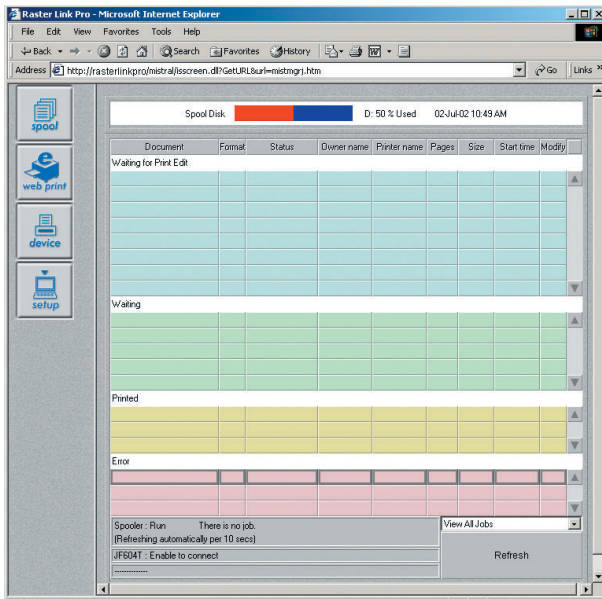 Raster Link Pro - Microsoft Internet Explorer
File Edit View Favorites Tools Help
Back Search Favorites History
Address http://rasterlinkpro/mistral/isscreen.dll?GetURL&url=mistmgrj.htm Go Links »
spool
web print
device
setup
Spool Disk D: 50 % Used 02-Jul-02 10:49 AM
Document Format Status Owner name Printer name Pages Size Start time Modify
Waiting for Print Edit
Waiting
Printed
Error
Spooler : Run There is no job.
(Refreshing automatically per 10 secs)
JF604T : Enable to connect
--------------
View All Jobs
Refresh